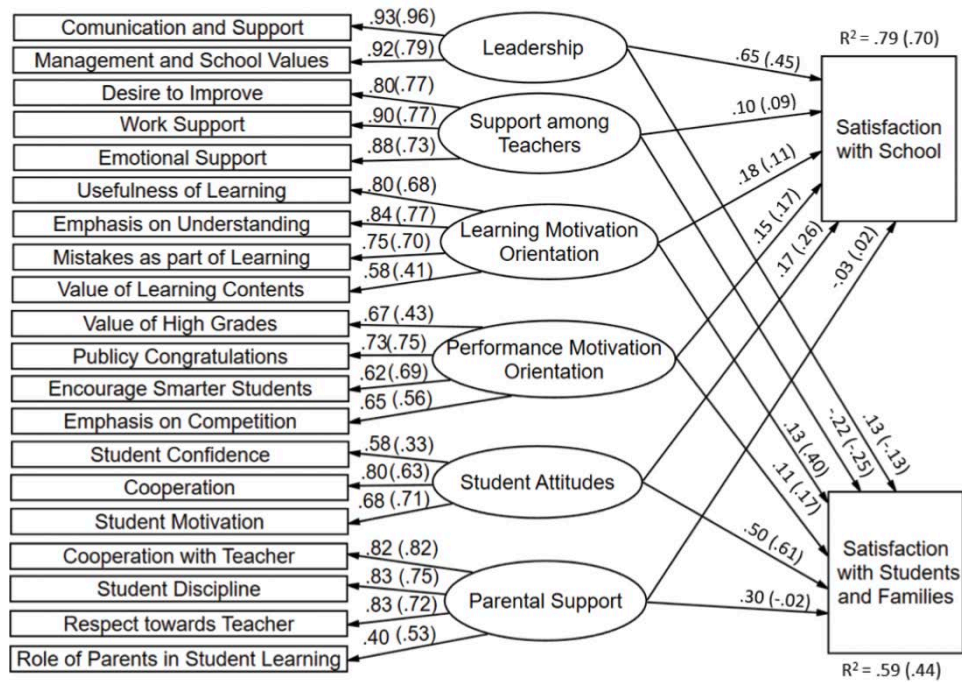 Comunication and Support
Management and School Values
Desire to Improve
Work Support
Emotional Support
Usefulness of Learning
Emphasis on Understanding
Mistakes as part of Learning
Value of Learning Contents
Value of High Grades
Publicy Congratulations
Encourage Smarter Students
Emphasis on Competition
Student Confidence
Cooperation
Student Motivation
Cooperation with Teacher
Student Discipline
Respect towards Teacher
Role of Parents in Student Learning
.93(.96)
.92(.79)
.80(.77)
.90(.77)
.88(.73)
.80(.68)
.84(.77)
.75(.70)
.58(.41)
.67(.43)
.73(.75)
.62(.69)
.65 (.56)
.58(.33)
.80(.63)
.68 (.71)
.82 (.82)
.83 (.75)
.83 (.72)
.40 (.53)
Leadership
Support among
Teachers
Learning Motivation
Orientation
Performance Motivation
Orientation
Student Attitudes
Parental Support
.65 (.45)
.10 (.09)
.18 (.11)
.15 (.17)
.17 (.26)
-.03 (.02)
.13 (-.13)
-.22 (-.25)
.13 (.40)
.11 (.17)
.50 (.61)
.30 (-.02)
R² = .79 (.70)
Satisfaction
with School
Satisfaction
with Students
and Families
R² = .59 (.44)